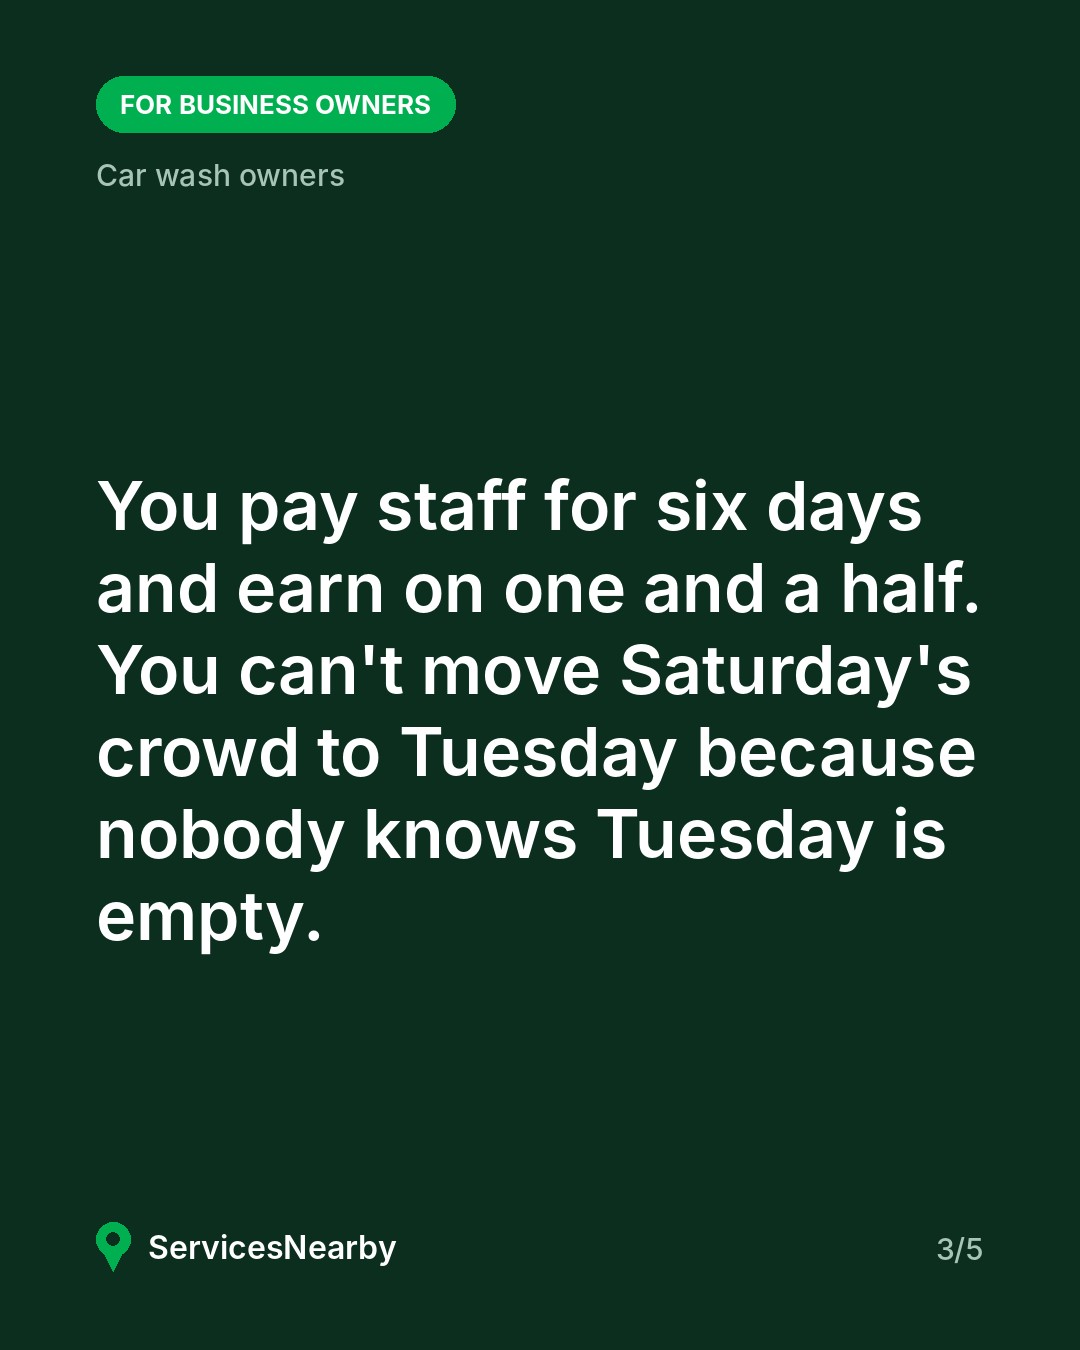 FOR BUSINESS OWNERS
Car wash owners
You pay staff for six days
and earn on one and a half.
You can't move Saturday's
crowd to Tuesday because
nobody knows Tuesday is
empty.
ServicesNearby
3/5